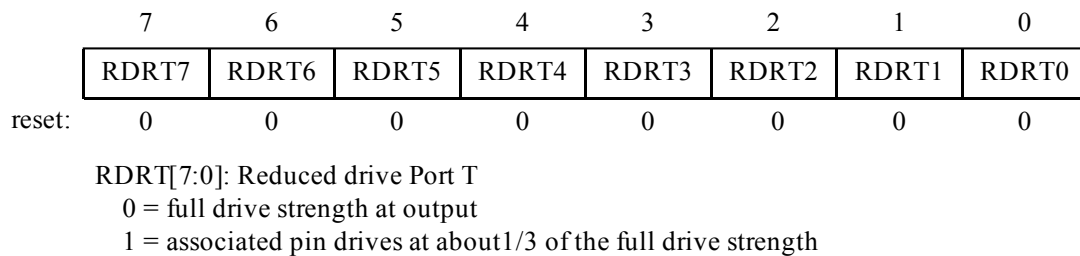 7 6 5 4 3 2 1 0
RDRT7 RDRT6 RDRT5 RDRT4 RDRT3 RDRT2 RDRT1 RDRT0
reset: 0 0 0 0 0 0 0 0
RDRT[7:0]: Reduced drive Port T
0 = full drive strength at output
1 = associated pin drives at about1/3 of the full drive strength